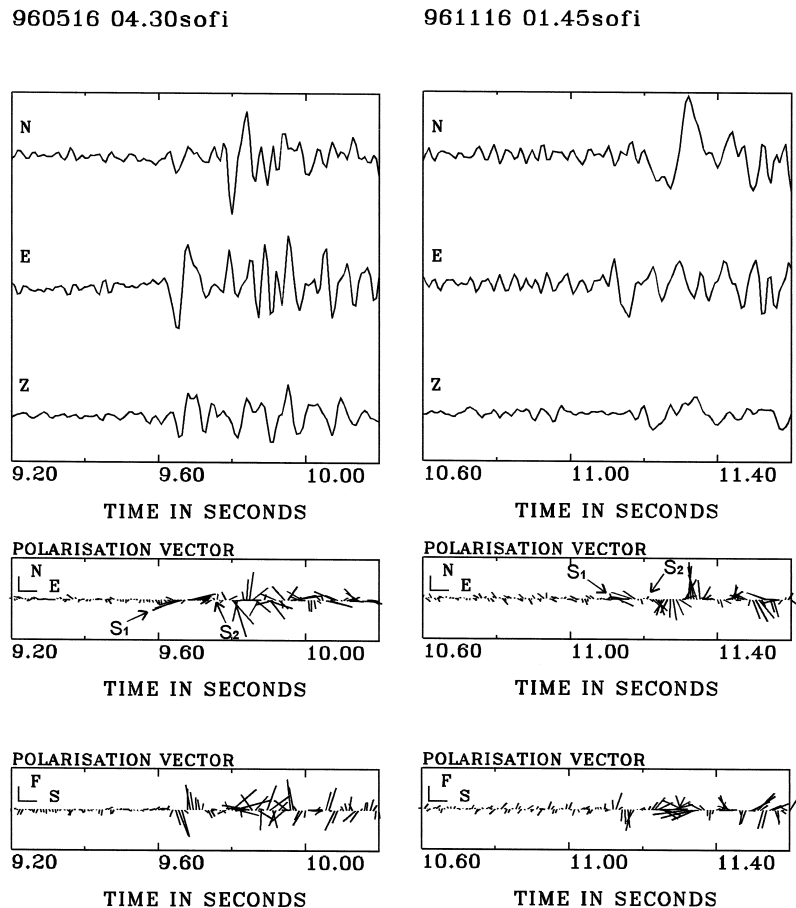 960516 04.30sofi
961116 01.45sofi
N
E
Z
9.20 9.60 10.00
TIME IN SECONDS
N
E
Z
10.60 11.00 11.40
TIME IN SECONDS
POLARISATION VECTOR
N
E
S1
S2
9.20 9.60 10.00
TIME IN SECONDS
POLARISATION VECTOR
N
E
S1
S2
10.60 11.00 11.40
TIME IN SECONDS
POLARISATION VECTOR
F
S
9.20 9.60 10.00
TIME IN SECONDS
POLARISATION VECTOR
F
S
10.60 11.00 11.40
TIME IN SECONDS